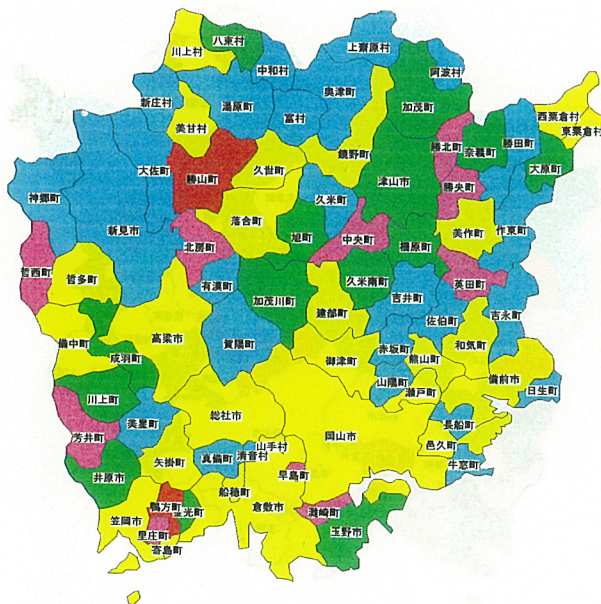 八束村
川上村
上齋原村
中和村
阿波村
奥津町
新庄村
湯原町
加茂町
富村
西粟倉村
美甘村
東粟倉村
勝北町
勝田町
奈義町
鏡野町
大佐町
久世町
大原町
勝山町
津山市
勝央町
神郷町
久米町
落合町
新見市
美作町
作東町
旭町
中央町
北房町
柵原町
哲西町
哲多町
有漢町
久米南町
英田町
加茂川町
吉井町
建部町
吉永町
佐伯町
高梁市
備中町
賀陽町
和気町
赤坂町
成羽町
御津町
熊山町
備前市
山陽町
瀬戸町
日生町
川上町
総社市
美星町
長船町
芳井町
岡山市
山手村
邑久町
真備町
清音村
矢掛町
牛窓町
井原市
早島町
船穂町
鴨方町
倉敷市
灘崎町
金光町
笠岡市
玉野市
里庄町
寄島町